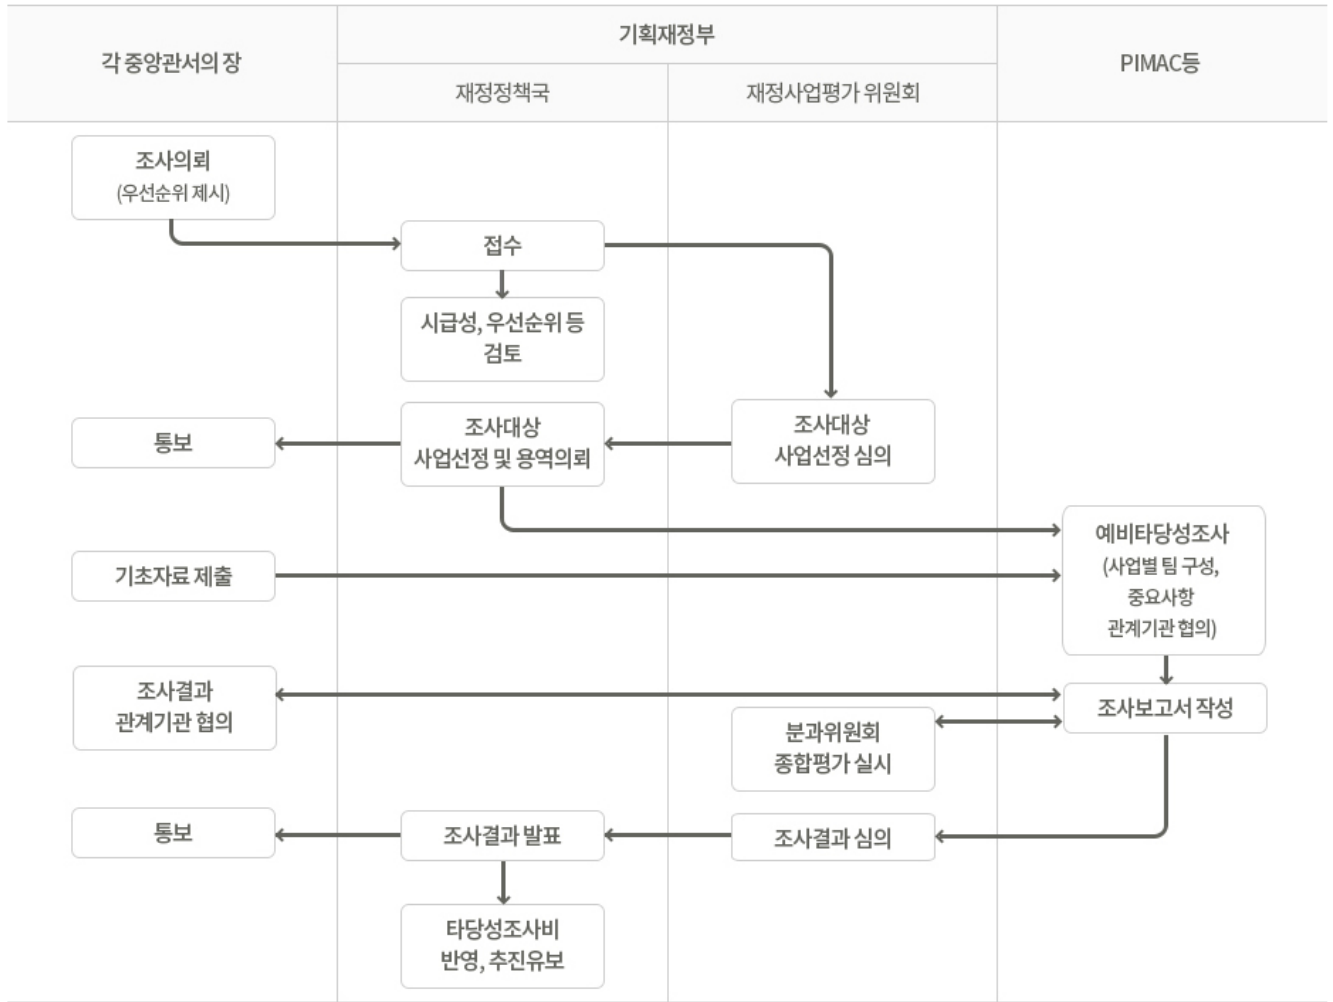 각 중앙관서의 장
기획재정부
재정정책국
재정사업평가 위원회
PIMAC등
조사의뢰
(우선순위 제시)
접수
시급성, 우선순위 등
검토
조사대상
사업선정 심의
조사대상
사업선정 및 용역의뢰
통보
예비타당성조사
(사업별 팀 구성,
중요사항
관계기관 협의)
기초자료 제출
조사결과
관계기관 협의
조사보고서 작성
분과위원회
종합평가 실시
조사결과 심의
조사결과 발표
통보
타당성조사비
반영, 추진유보